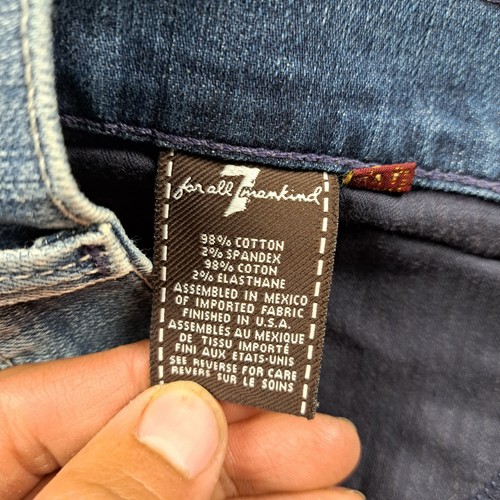 7
for all mankind
98% COTTON
2% SPANDEX
98% COTON
2% ÉLASTHANE
ASSEMBLED IN MEXICO
OF IMPORTED FABRIC
FINISHED IN U.S.A.
ASSEMBLÉS AU MEXIQUE
DE TISSU IMPORTÉ
FINI AUX ETATS-UNIS
SEE REVERSE FOR CARE
REVERS SUR LE SOINS